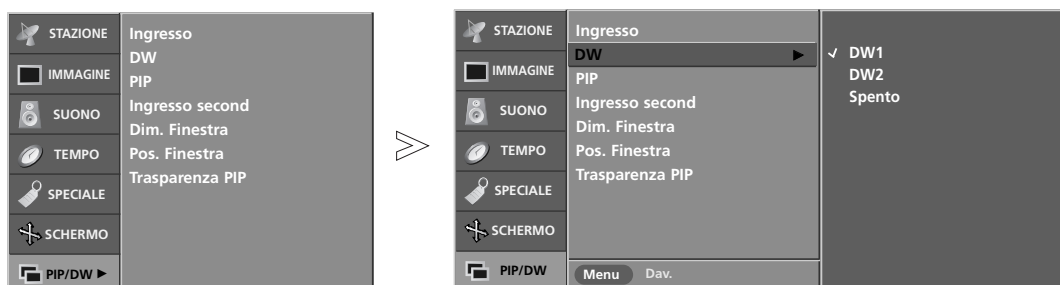 STAZIONE
IMMAGINE
SUONO
TEMPO
SPECIALE
SCHERMO
PIP/DW ►
Ingresso
DW
PIP
Ingresso second
Dim. Finestra
Pos. Finestra
Trasparenza PIP
STAZIONE
IMMAGINE
SUONO
TEMPO
SPECIALE
SCHERMO
PIP/DW
Ingresso
DW ►
PIP
Ingresso second
Dim. Finestra
Pos. Finestra
Trasparenza PIP
Menu Dav.
✓ DW1
DW2
Spento